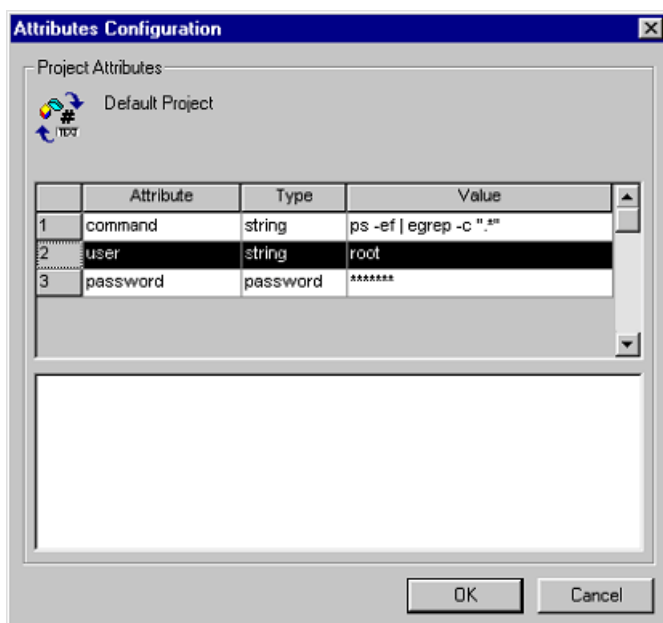 Attributes Configuration
Project Attributes
Default Project
#
TEXT
Attribute Type Value
1 command string ps -ef | egrep -c ".*"
2 user string root
3 password password *******
OK Cancel